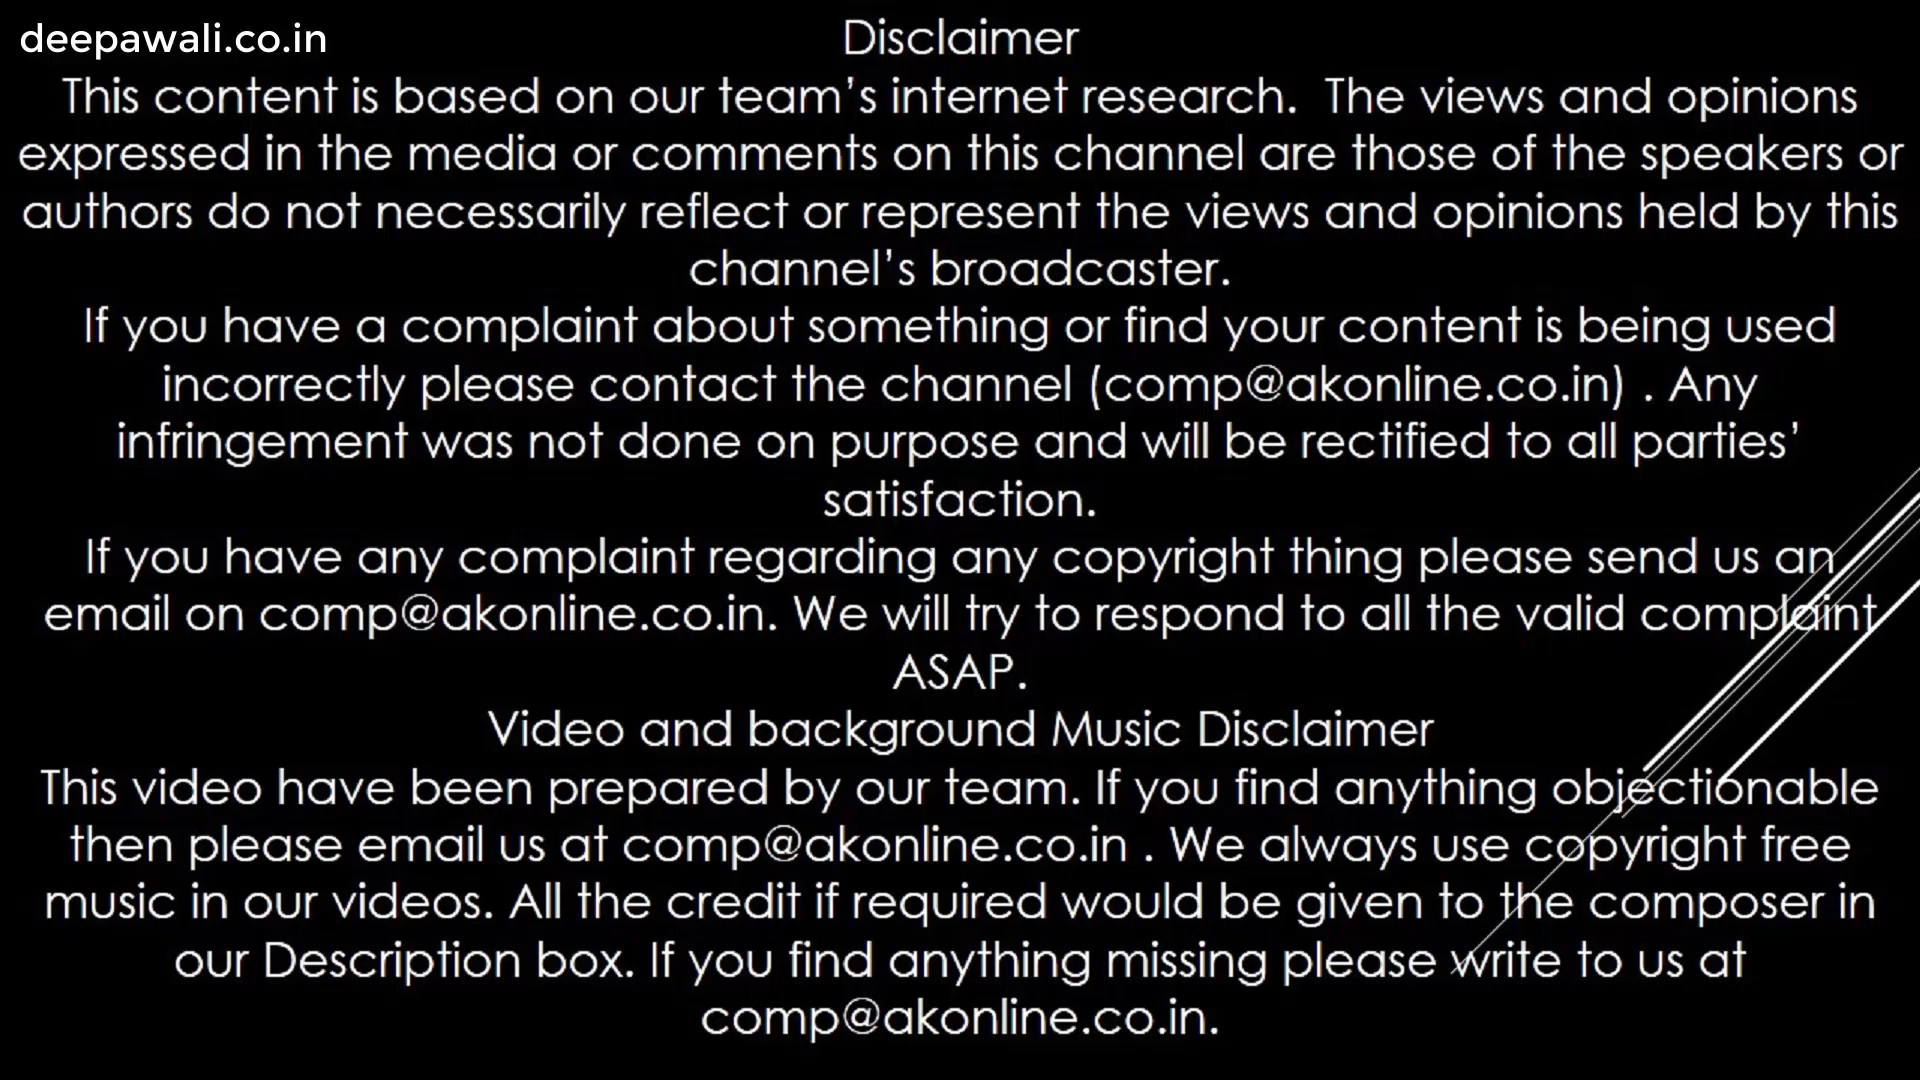 deepawali.co.in
Disclaimer
This content is based on our team’s internet research.  The views and opinions
expressed in the media or comments on this channel are those of the speakers or
authors do not necessarily reflect or represent the views and opinions held by this
channel’s broadcaster.
If you have a complaint about something or find your content is being used
incorrectly please contact the channel (comp@akonline.co.in) . Any
infringement was not done on purpose and will be rectified to all parties’
satisfaction.
If you have any complaint regarding any copyright thing please send us an
email on comp@akonline.co.in. We will try to respond to all the valid complaint
ASAP.
Video and background Music Disclaimer
This video have been prepared by our team. If you find anything objectionable
then please email us at comp@akonline.co.in . We always use copyright free
music in our videos. All the credit if required would be given to the composer in
our Description box. If you find anything missing please write to us at
comp@akonline.co.in.